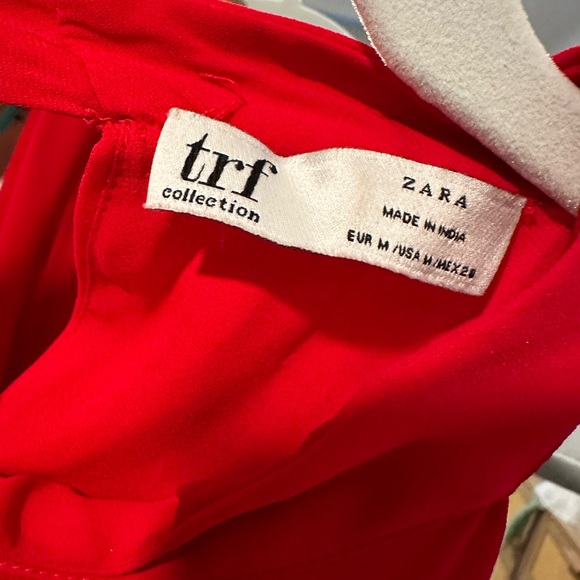 trf
collection
ZARA
MADE IN INDIA
EUR M / USA M / MEX 28